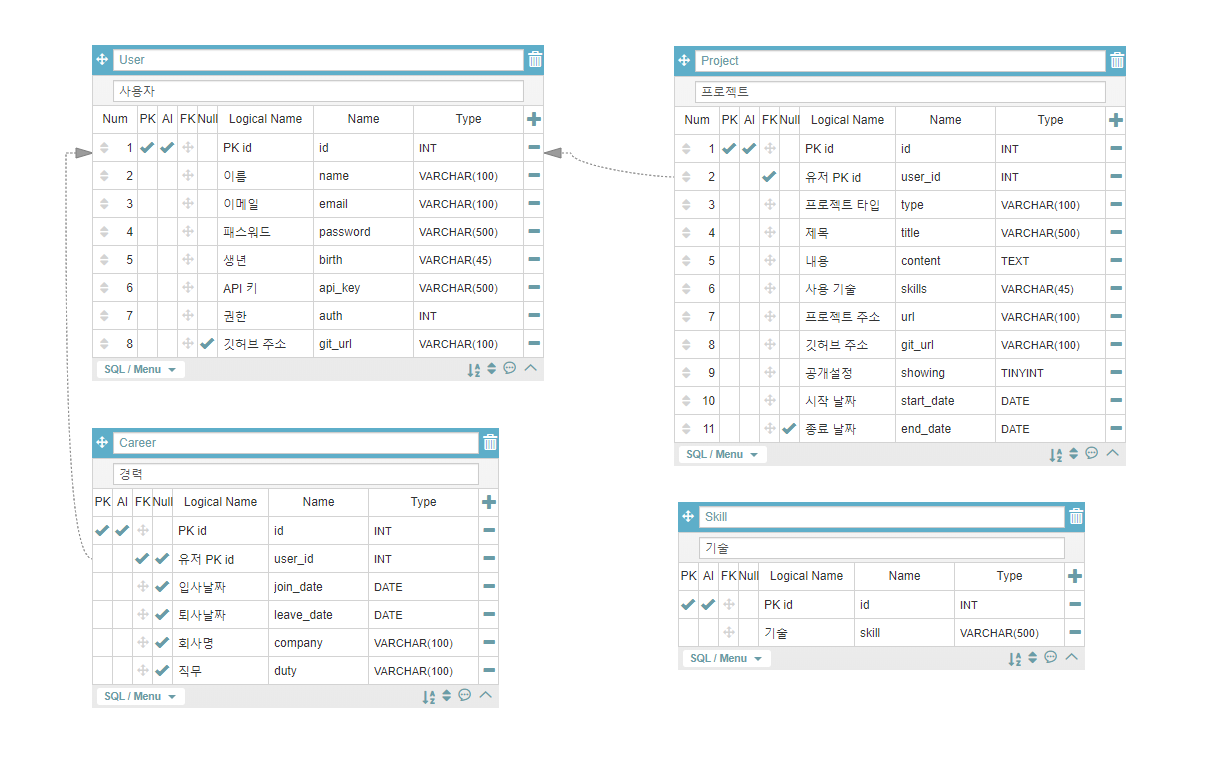 User
사용자
Num PK AI FK Null Logical Name Name Type
1 PK id id INT
2 이름 name VARCHAR(100)
3 이메일 email VARCHAR(100)
4 패스워드 password VARCHAR(500)
5 생년 birth VARCHAR(45)
6 API 키 api_key VARCHAR(500)
7 권한 auth INT
8 깃허브 주소 git_url VARCHAR(100)
SQL / Menu
Project
프로젝트
Num PK AI FK Null Logical Name Name Type
1 PK id id INT
2 유저 PK id user_id INT
3 프로젝트 타입 type VARCHAR(100)
4 제목 title VARCHAR(500)
5 내용 content TEXT
6 사용 기술 skills VARCHAR(45)
7 프로젝트 주소 url VARCHAR(100)
8 깃허브 주소 git_url VARCHAR(100)
9 공개설정 showing TINYINT
10 시작 날짜 start_date DATE
11 종료 날짜 end_date DATE
SQL / Menu
Career
경력
PK AI FK Null Logical Name Name Type
PK id id INT
유저 PK id user_id INT
입사날짜 join_date DATE
퇴사날짜 leave_date DATE
회사명 company VARCHAR(100)
직무 duty VARCHAR(100)
SQL / Menu
Skill
기술
PK AI FK Null Logical Name Name Type
PK id id INT
기술 skill VARCHAR(500)
SQL / Menu